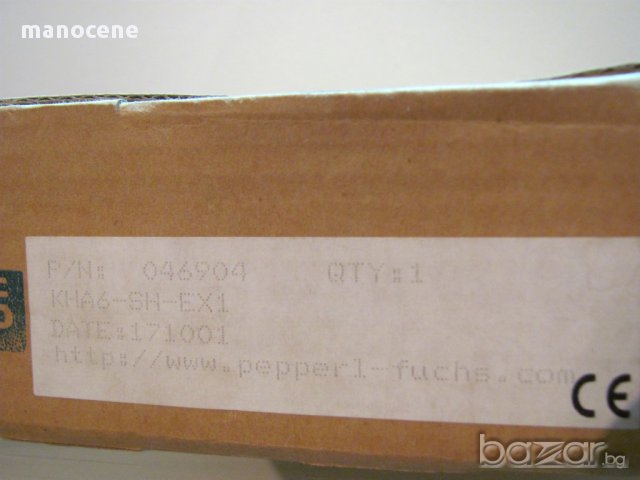 manocene
P/N: 046904 QTY:1
KHA6-SH-EX1
DATE:171001
http://www.pepperl-fuchs.com
CE
bazar.bg